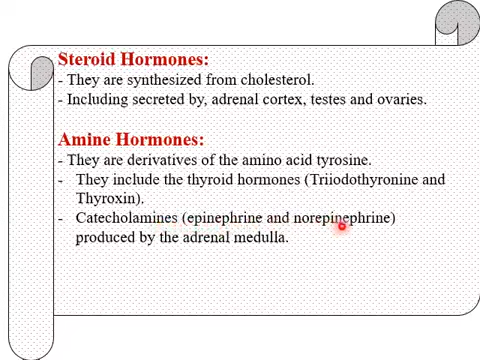 Steroid Hormones:
- They are synthesized from cholesterol.
- Including secreted by, adrenal cortex, testes and ovaries.
Amine Hormones:
- They are derivatives of the amino acid tyrosine.
- They include the thyroid hormones (Triiodothyronine and
Thyroxin).
- Catecholamines (epinephrine and norepinephrine)
produced by the adrenal medulla.